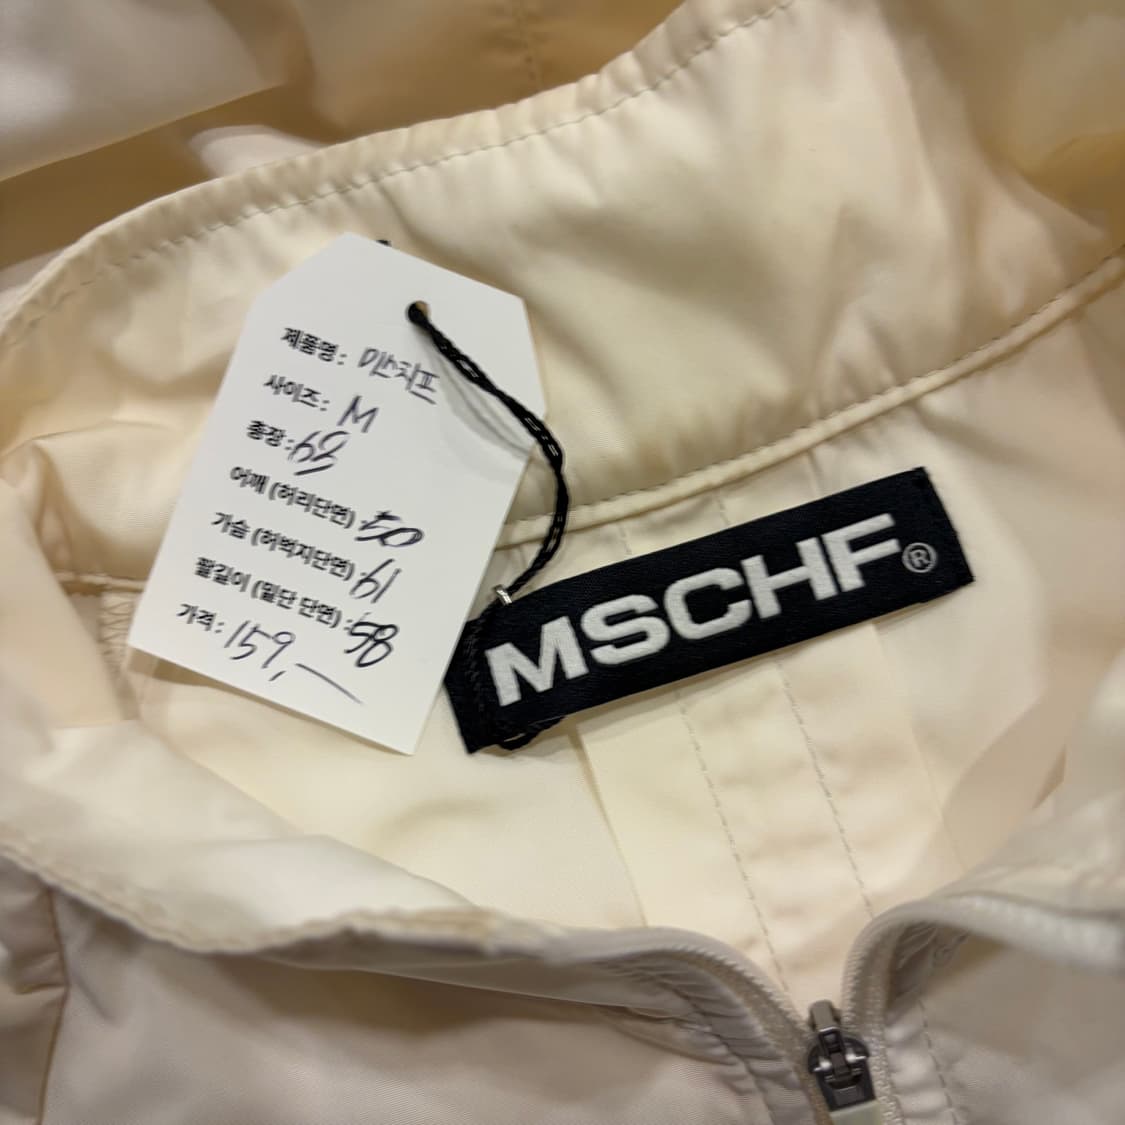 제품명 : 미스치프
사이즈 : M
총장 : 68
어깨 (허리단면) : 50
가슴 (허벅지단면) : 61
팔길이 (밑단 단면) : 58
가격 : 159,-
MSCHF®